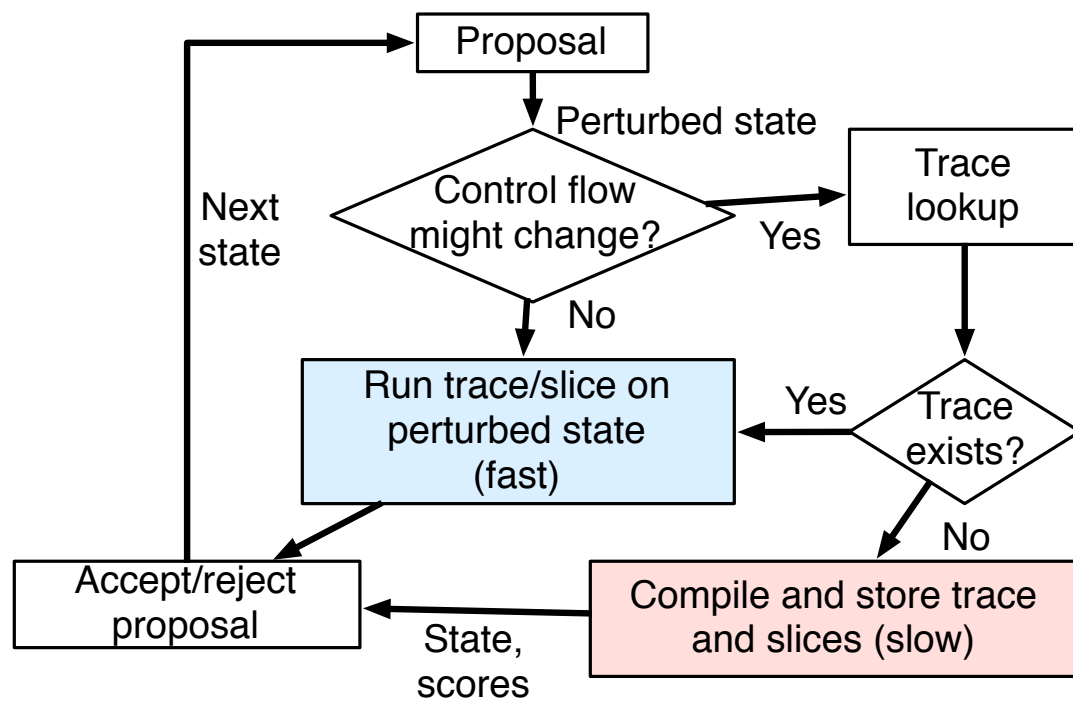 Proposal
Perturbed state
Control flow
might change?
Yes
Trace
lookup
Next
state
No
Run trace/slice on
perturbed state
(fast)
Yes
Trace
exists?
No
Accept/reject
proposal
State,
scores
Compile and store trace
and slices (slow)